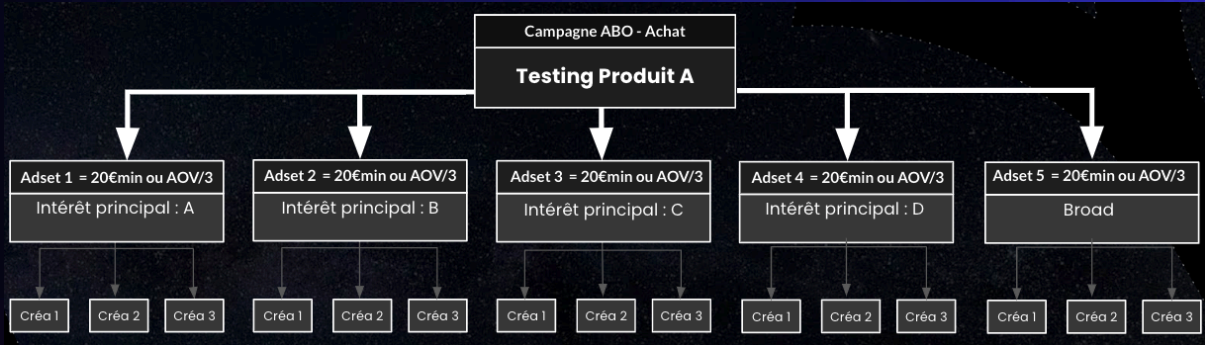 Campagne ABO - Achat
Testing Produit A
Adset 1 = 20€min ou AOV/3
Intérêt principal : A
Créa 1
Créa 2
Créa 3
Adset 2 = 20€min ou AOV/3
Intérêt principal : B
Créa 1
Créa 2
Créa 3
Adset 3 = 20€min ou AOV/3
Intérêt principal : C
Créa 1
Créa 2
Créa 3
Adset 4 = 20€min ou AOV/3
Intérêt principal : D
Créa 1
Créa 2
Créa 3
Adset 5 = 20€min ou AOV/3
Broad
Créa 1
Créa 2
Créa 3